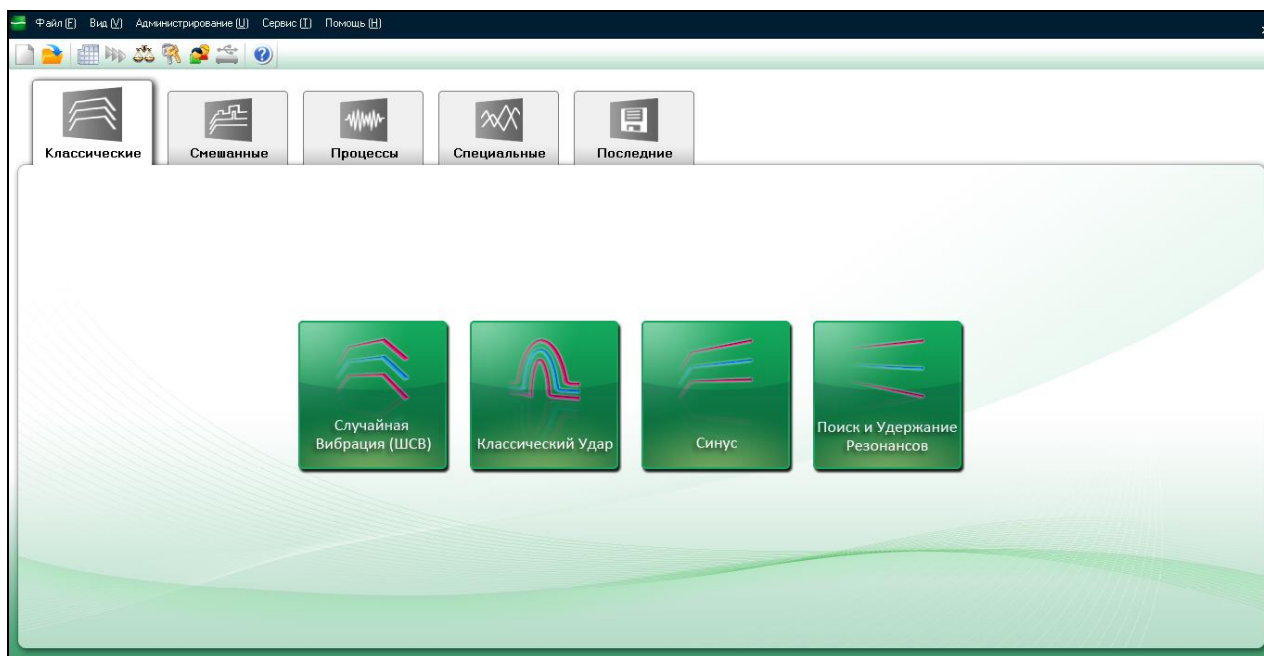 Файл (F) Вид (V) Администрирование (U) Сервис (T) Помощь (H)
Классические Смешанные Процессы Специальные Последние
Случайная
Вибрация (ШСВ)
Классический Удар
Синус
Поиск и Удержание
Резонансов